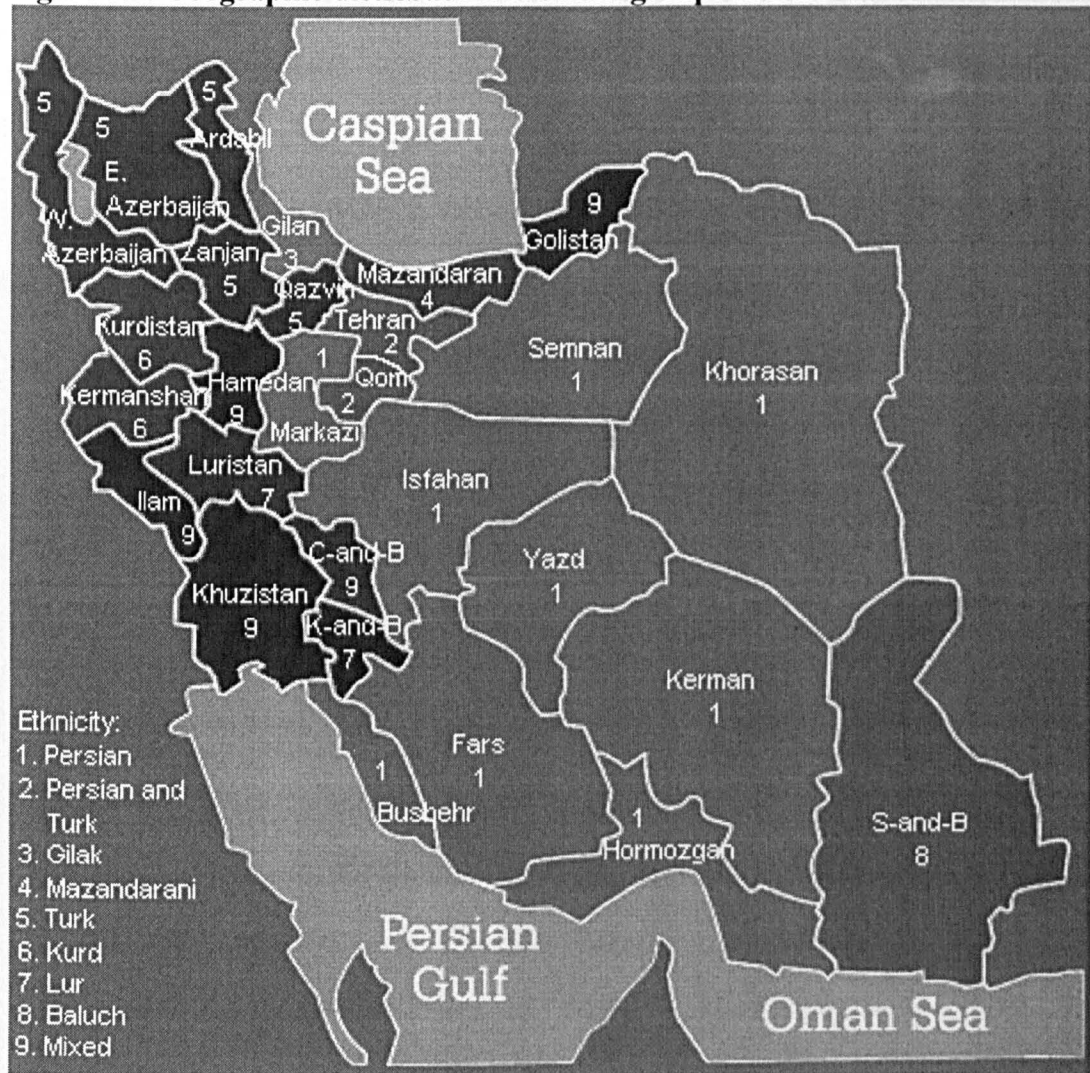 Caspian
Sea
5
5
5
Ardabil
E.
Azerbaijan
W.
Azerbaijan
Zanjan
5
Gilan
3
Qazvin
5
Mazandaran
4
9
Golistan
Tehran
2
Semnan
1
Khorasan
1
Kurdistan
6
Hamedan
9
1
Markazi
Qom
2
Kermanshah
6
Luristan
7
Ilam
9
Isfahan
1
C-and-B
9
Yazd
1
Khuzistan
9
K-and-B
7
Kerman
1
Fars
1
1
Bushehr
1
Hormozgan
S-and-B
8
Ethnicity:
1. Persian
2. Persian and
Turk
3. Gilak
4. Mazandarani
5. Turk
6. Kurd
7. Lur
8. Baluch
9. Mixed
Persian
Gulf
Oman Sea